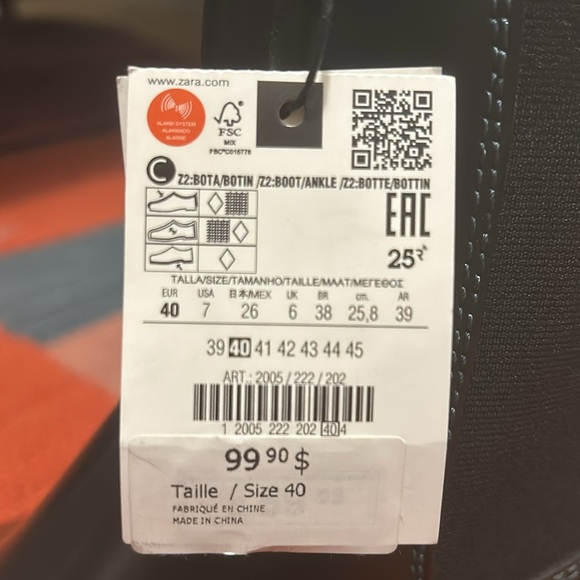 www.zara.com
ALARM SYSTEM
ALARMADO
ALARME
FSC
MIX
FSC®C015778
C
Z2:BOTA/BOTIN /Z2:BOOT/ANKLE /Z2:BOTTE/BOTTIN
EAC
25
TALLA/SIZE/TAMANHO/TAILLE/MAAT/ΜΕΓΕΘΟΣ
EUR USA 日本/MEX UK BR cm. AR
40 7 26 6 38 25,8 39
39 40 41 42 43 44 45
ART.: 2005/222/202
1 2005 222 202 40 4
99 90 $
Taille / Size 40
FABRIQUÉ EN CHINE
MADE IN CHINA